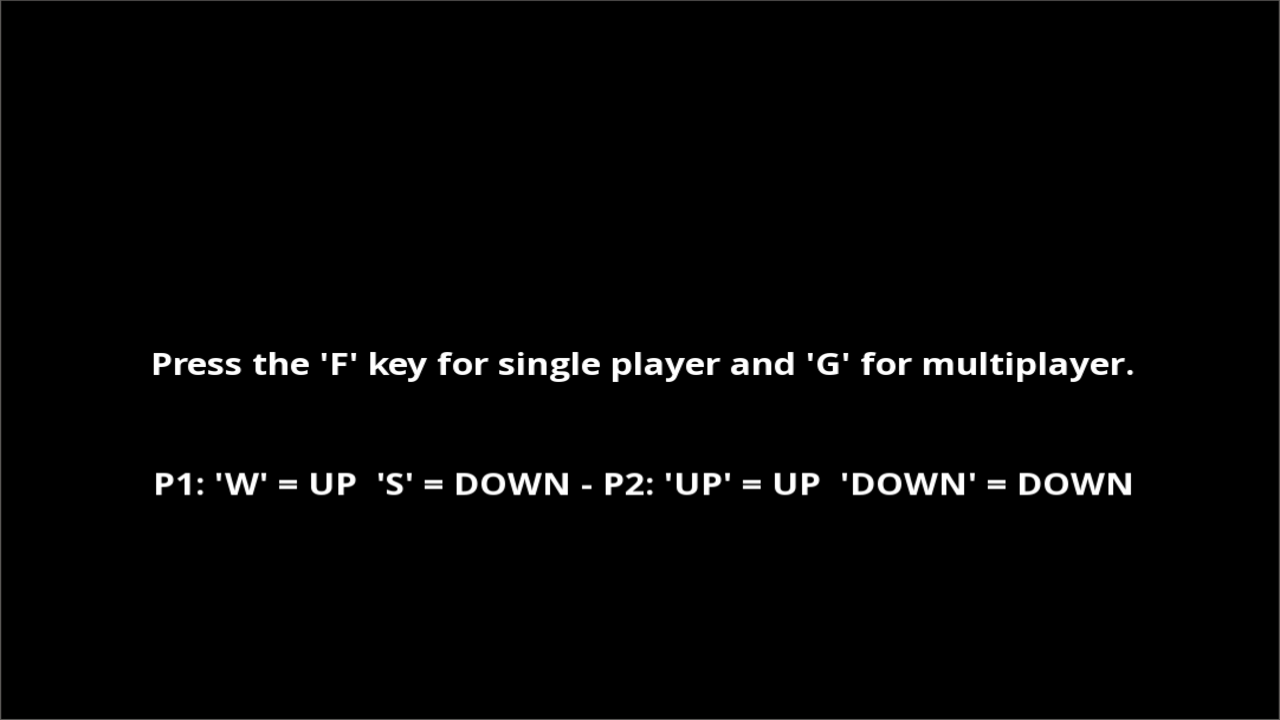 Press the 'F' key for single player and 'G' for multiplayer.
P1: 'W' = UP  'S' = DOWN - P2: 'UP' = UP  'DOWN' = DOWN